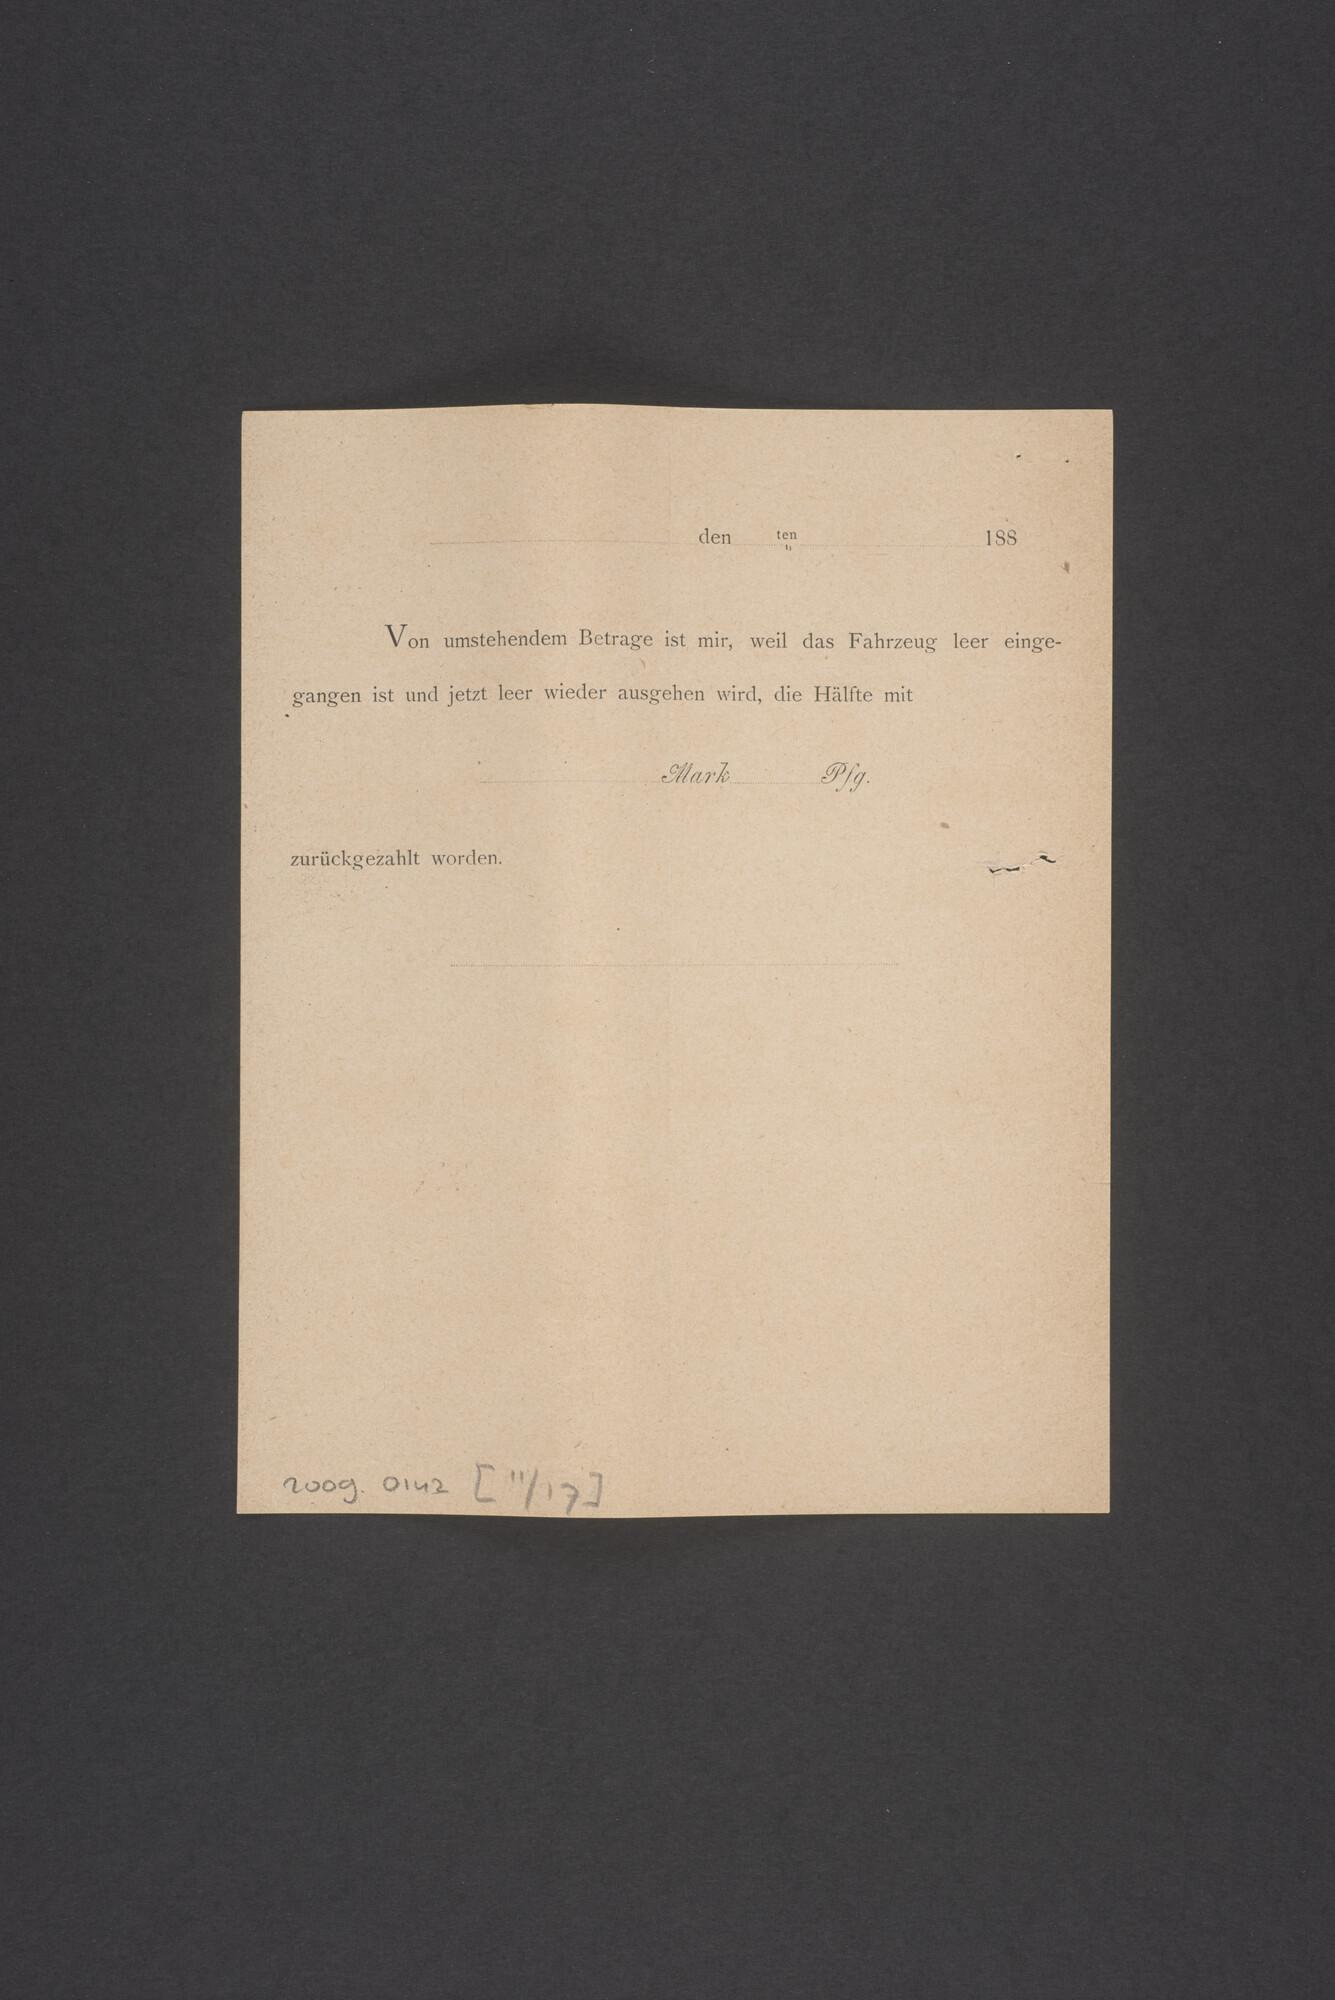 den ten 188
Von umstehendem Betrage ist mir, weil das Fahrzeug leer einge-
gangen ist und jetzt leer wieder ausgehen wird, die Hälfte mit
Mark Pfg.
zurückgezahlt worden.
2009. 0142 [11/17]